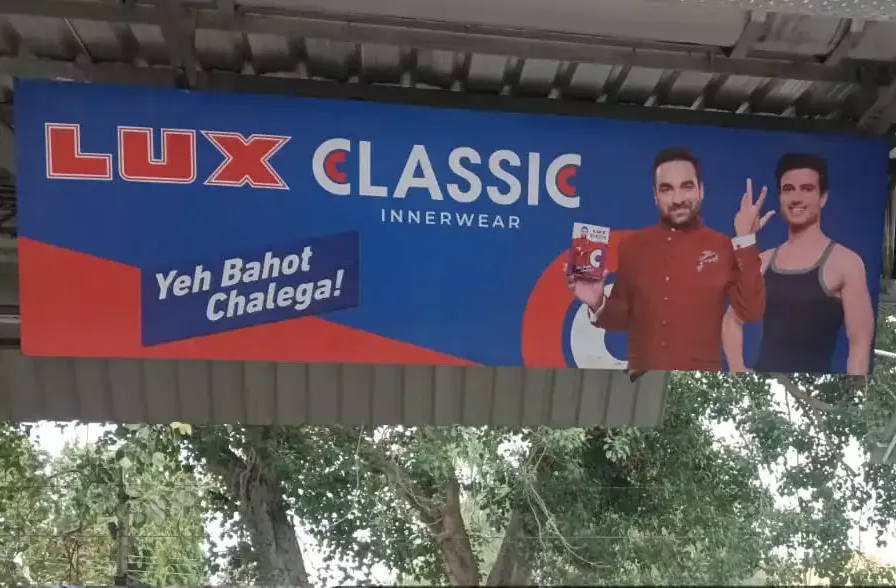 LUX CLASSIC
INNERWEAR
Yeh Bahot
Chalega!